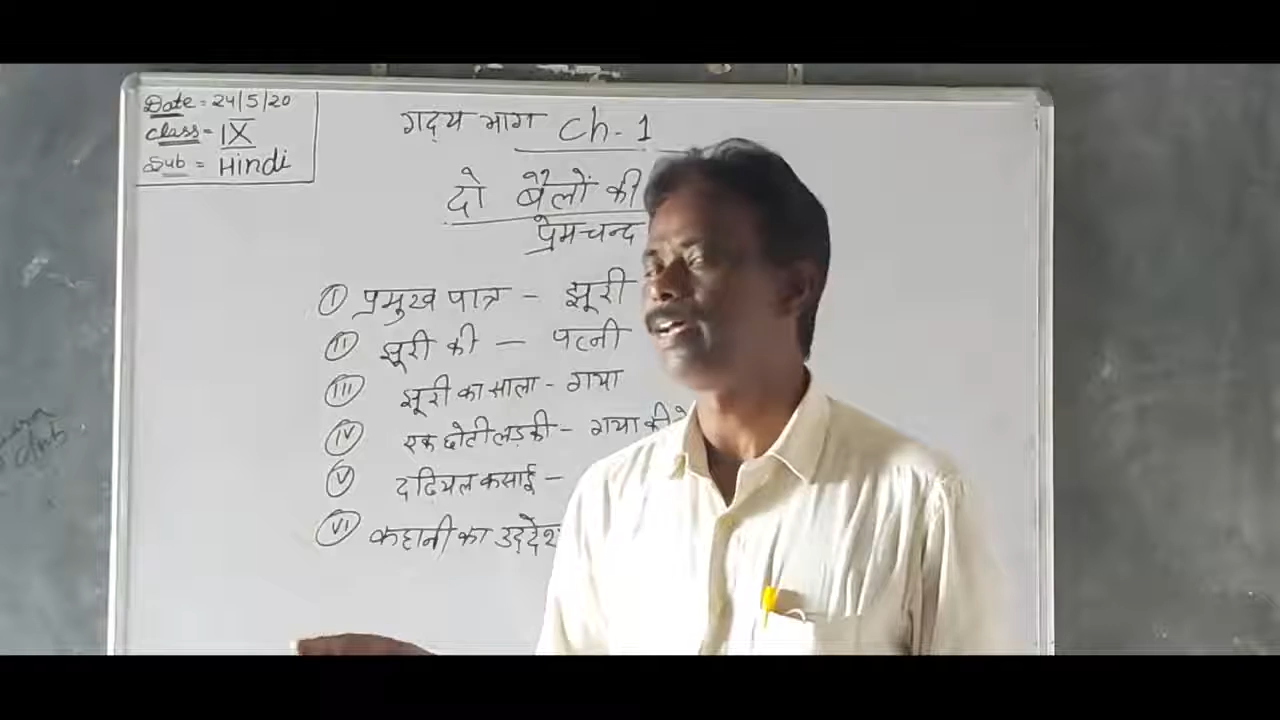 Date = 24/5/20
Class = IX
Sub = Hindi
गद्य भाग Ch - 1
दो बैलों की
प्रेमचन्द
(I) प्रमुख पात्र - झूरी
(II) झूरी की - पत्नी
(III) झूरी का साला - गया
(IV) एक छोटी लड़की - गया की
(V) दढ़ियल कसाई -
(VI) कहानी का